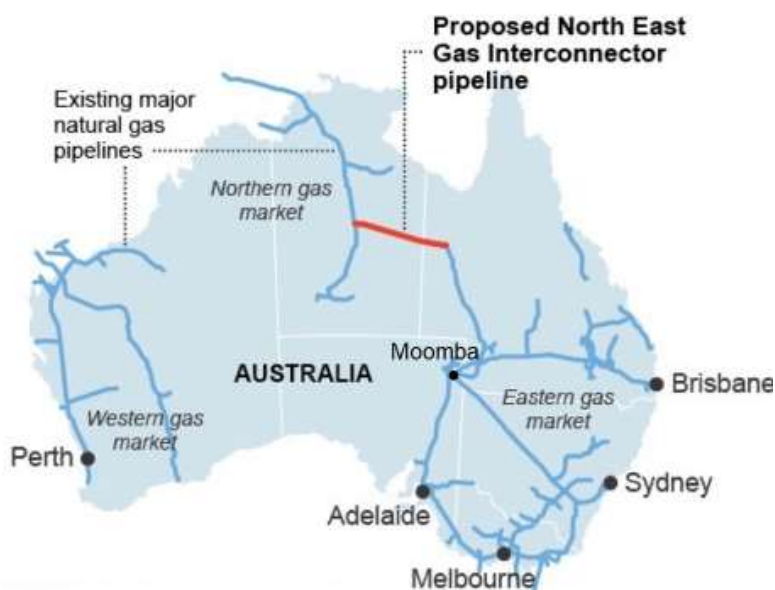 Proposed North East
Gas Interconnector
pipeline
Existing major
natural gas
pipelines
Northern gas
market
Moomba
AUSTRALIA
Brisbane
Eastern gas
market
Western gas
market
Perth
Sydney
Adelaide
Melbourne